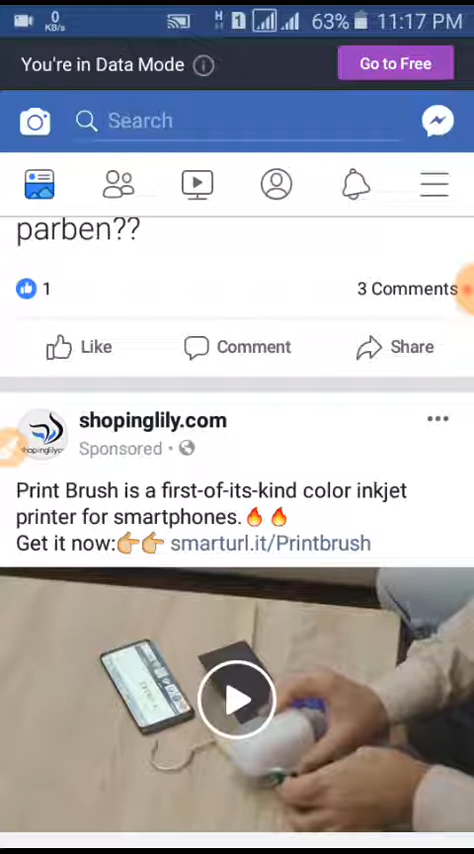 0 KB/s H 1 63% 11:17 PM
You're in Data Mode Go to Free
Search
parben??
1 3 Comments
Like Comment Share
shopinglily.com
Sponsored
Print Brush is a first-of-its-kind color inkjet
printer for smartphones.🔥🔥
Get it now:👉👉 smarturl.it/Printbrush